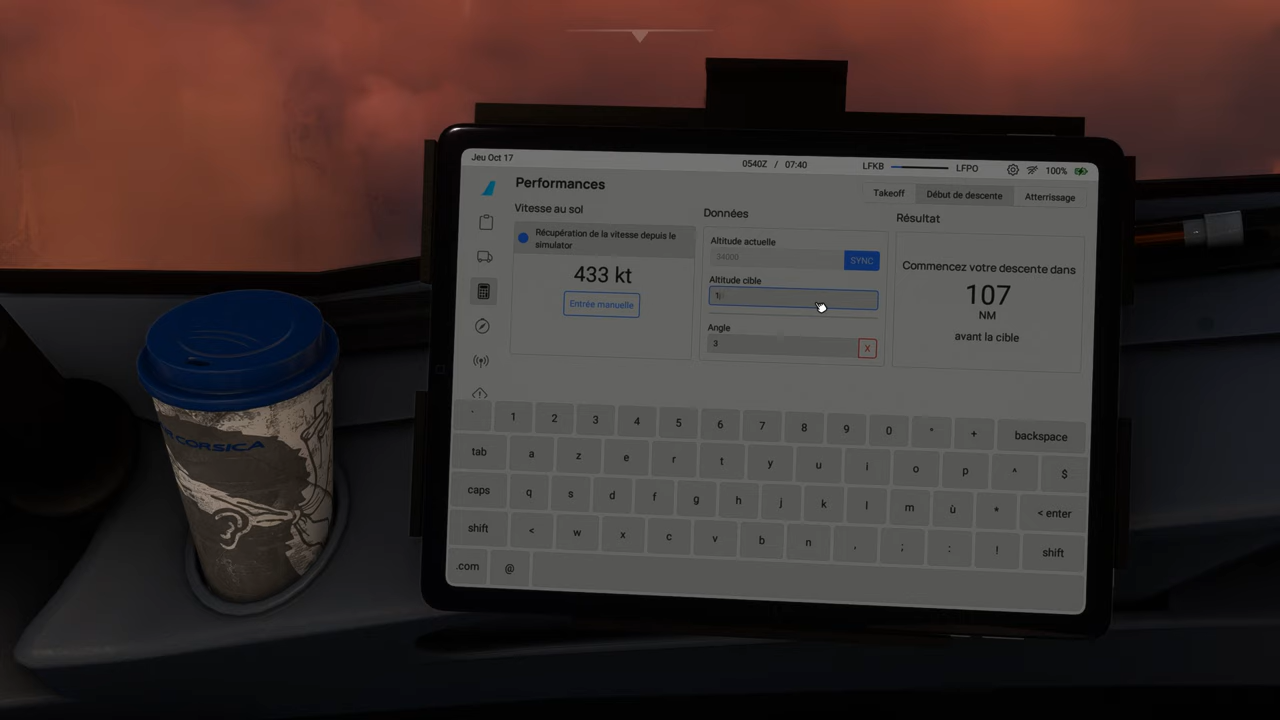 Jeu Oct 17
0540Z / 07:40
LFKB
LFPO
100%
Performances
Takeoff
Début de descente
Atterrissage
Vitesse au sol
Récupération de la vitesse depuis le
simulator
433 kt
Entrée manuelle
Données
Altitude actuelle
34000
SYNC
Altitude cible
1
Angle
3
X
Résultat
Commencez votre descente dans
107
NM
avant la cible
` 1 2 3 4 5 6 7 8 9 0 ° + backspace
tab a z e r t y u i o p ^ $
caps q s d f g h j k l m ù * < enter
shift < w x c v b n , ; : ! shift
.com @
R CORSICA